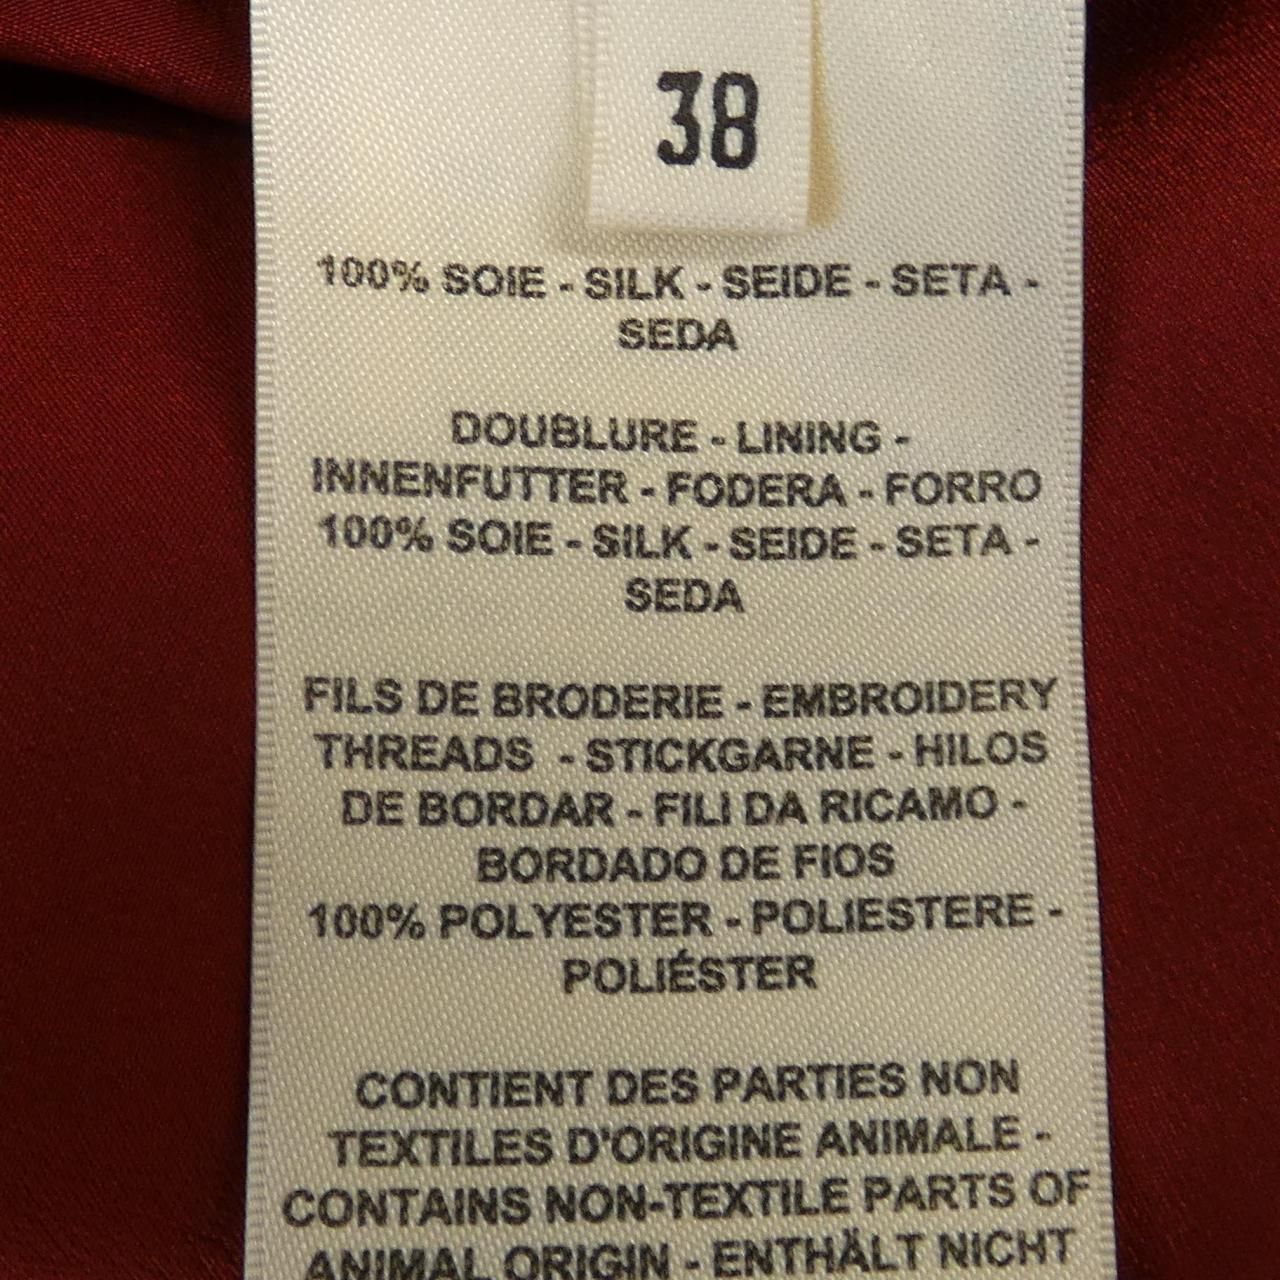 38
100% SOIE - SILK - SEIDE - SETA -
SEDA
DOUBLURE - LINING -
INNENFUTTER - FODERA - FORRO
100% SOIE - SILK - SEIDE - SETA -
SEDA
FILS DE BRODERIE - EMBROIDERY
THREADS - STICKGARNE - HILOS
DE BORDAR - FILI DA RICAMO -
BORDADO DE FIOS
100% POLYESTER - POLIESTERE -
POLIÉSTER
CONTIENT DES PARTIES NON
TEXTILES D'ORIGINE ANIMALE -
CONTAINS NON-TEXTILE PARTS OF
ANIMAL ORIGIN - ENTHÄLT NICHT